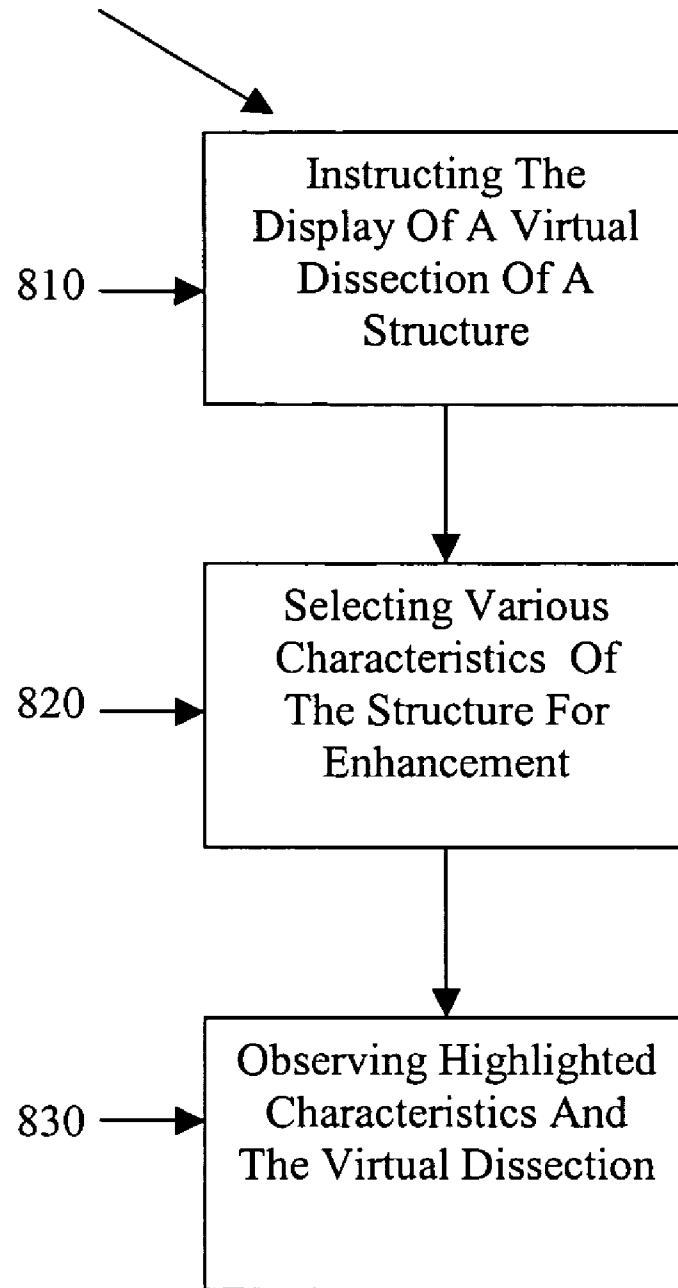 Instructing The
Display Of A Virtual
810 Dissection Of A
Structure
Selecting Various
Characteristics Of
820 The Structure For
Enhancement
Observing Highlighted
830 Characteristics And
The Virtual Dissection